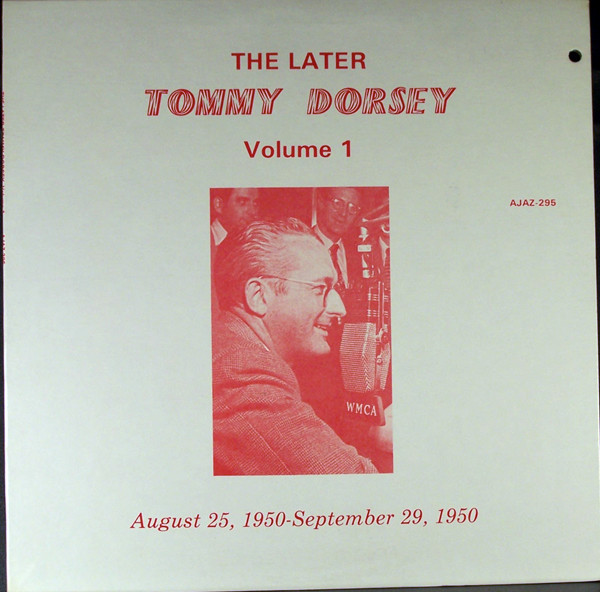 THE LATER
TOMMY DORSEY
Volume 1
AJAZ-295
WMCA
August 25, 1950-September 29, 1950